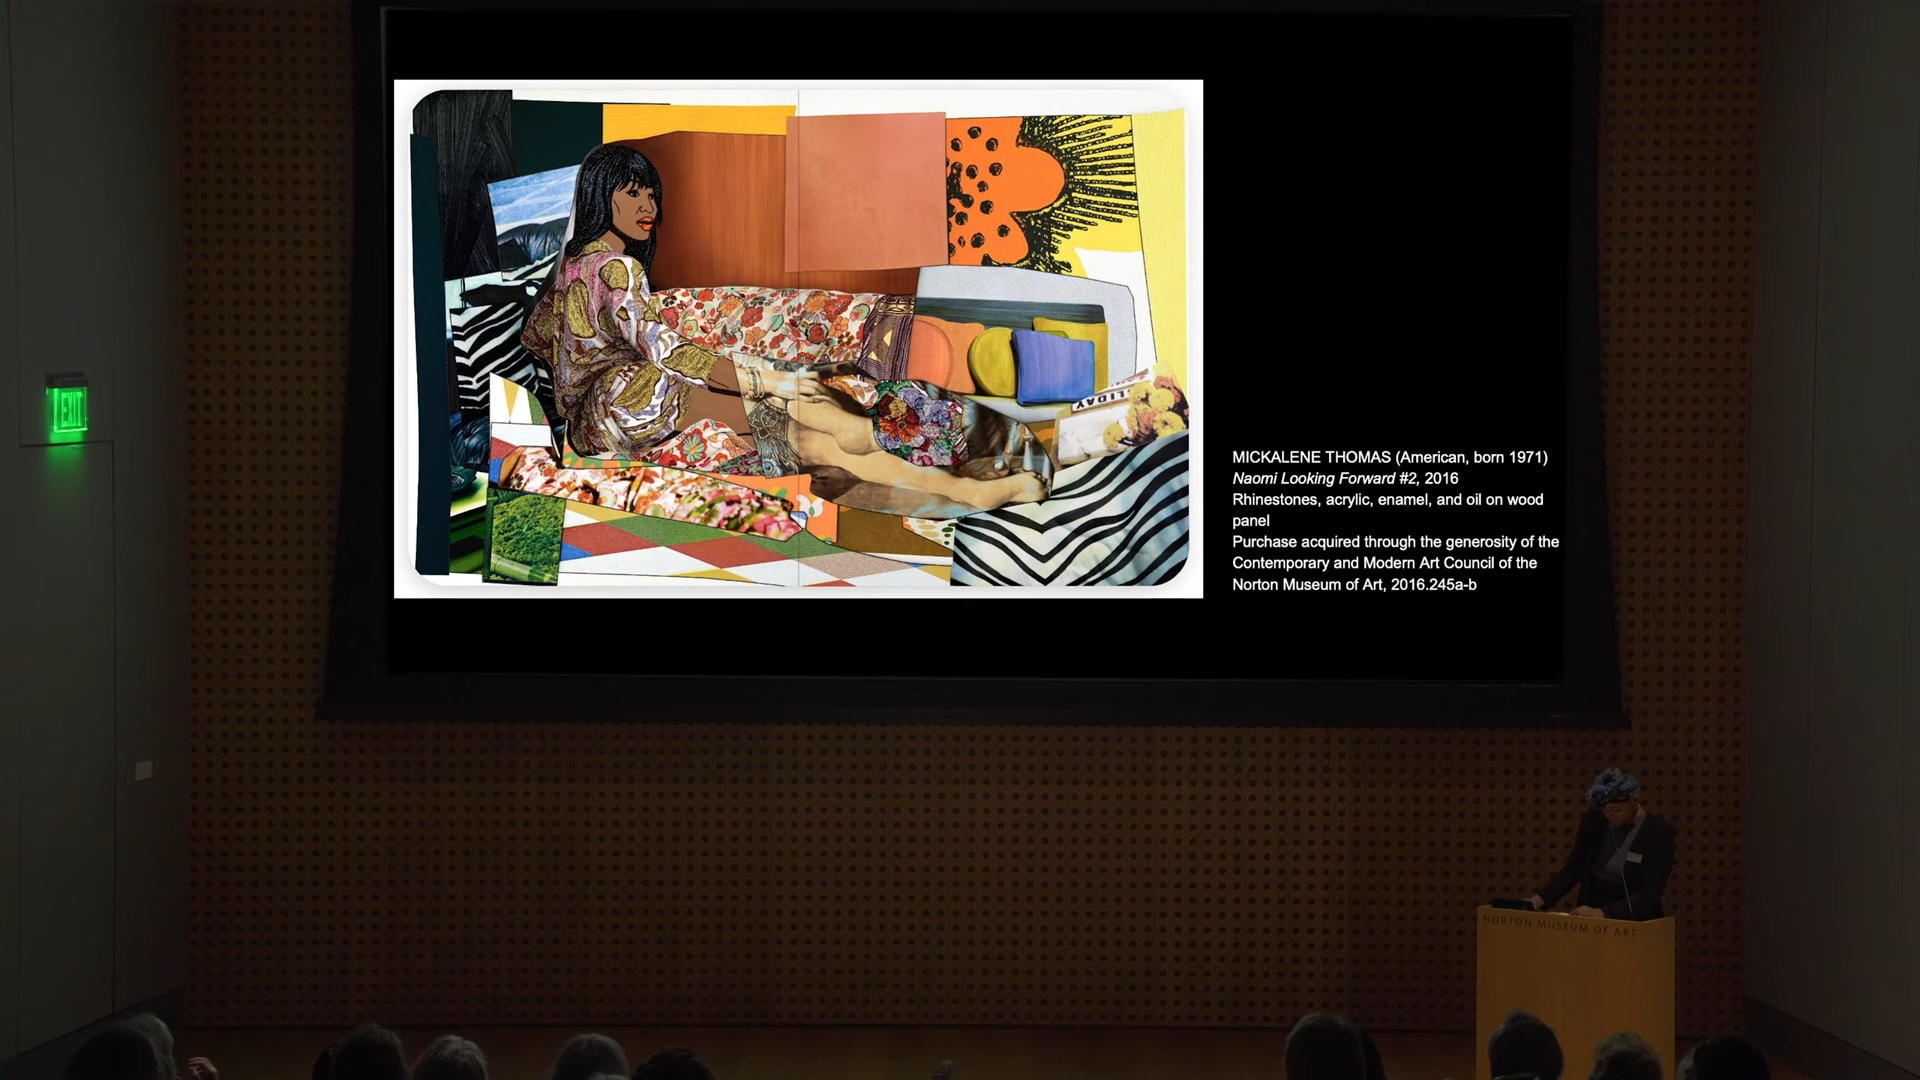 EXIT
LIDAY
MICKALENE THOMAS (American, born 1971)
Naomi Looking Forward #2, 2016
Rhinestones, acrylic, enamel, and oil on wood
panel
Purchase acquired through the generosity of the
Contemporary and Modern Art Council of the
Norton Museum of Art, 2016.245a-b
NORTON MUSEUM OF ART